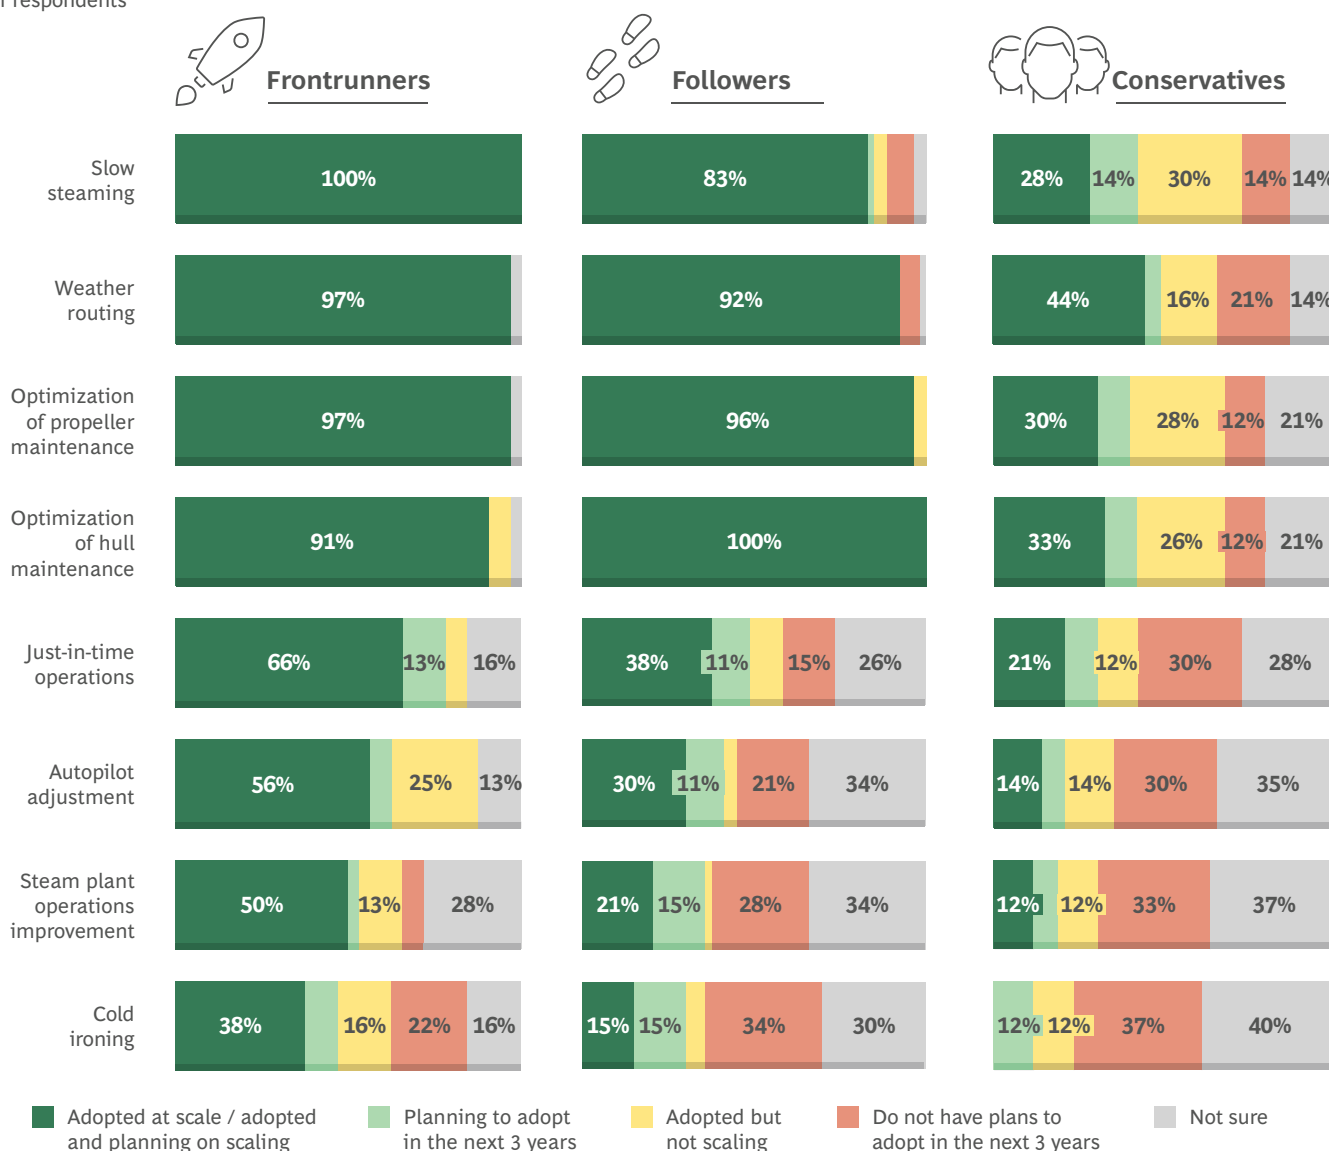 respondents
Frontrunners
Followers
Conservatives
Slow
steaming
100%
83%
28% 14% 30% 14% 14%
Weather
routing
97%
92%
44% 16% 21% 14%
Optimization
of propeller
maintenance
97%
96%
30% 28% 12% 21%
Optimization
of hull
maintenance
91%
100%
33% 26% 12% 21%
Just-in-time
operations
66% 13% 16%
38% 11% 15% 26%
21% 12% 30% 28%
Autopilot
adjustment
56% 25% 13%
30% 11% 21% 34%
14% 14% 30% 35%
Steam plant
operations
improvement
50% 13% 28%
21% 15% 28% 34%
12% 12% 33% 37%
Cold
ironing
38% 16% 22% 16%
15% 15% 34% 30%
12% 12% 37% 40%
Adopted at scale / adopted
and planning on scaling
Planning to adopt
in the next 3 years
Adopted but
not scaling
Do not have plans to
adopt in the next 3 years
Not sure